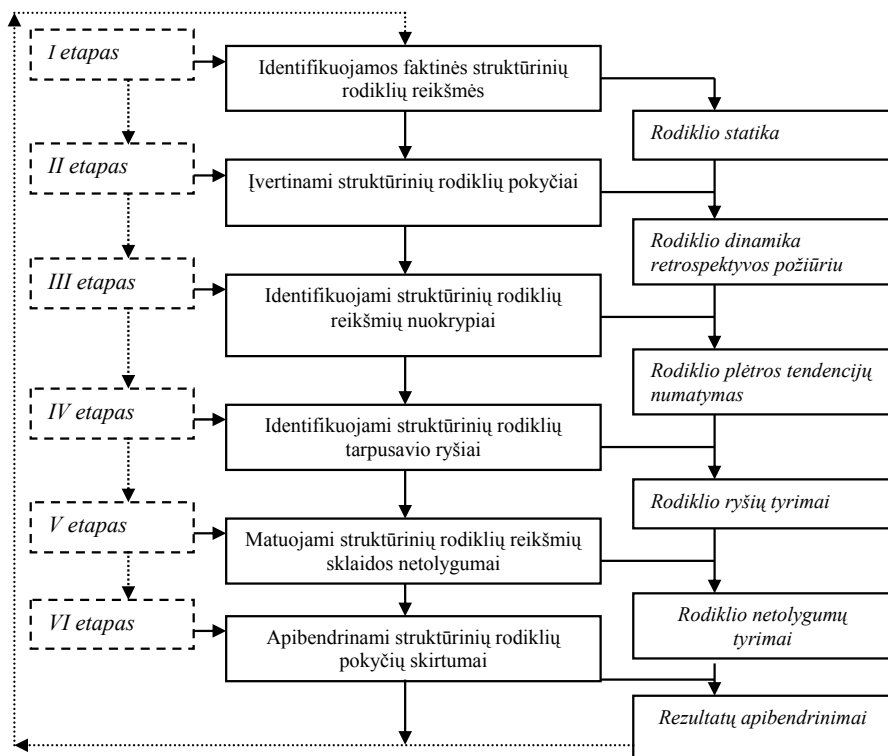 I etapas
Identifikuojamos faktinės struktūrinių
rodiklių reikšmės
Rodiklio statika
II etapas
Įvertinami struktūrinių rodiklių pokyčiai
Rodiklio dinamika
retrospektyvos požiūriu
III etapas
Identifikuojami struktūrinių rodiklių
reikšmių nuokrypiai
Rodiklio plėtros tendencijų
numatymas
IV etapas
Identifikuojami struktūrinių rodiklių
tarpusavio ryšiai
Rodiklio ryšių tyrimai
V etapas
Matuojami struktūrinių rodiklių reikšmių
sklaidos netolygumai
Rodiklio netolygumų
tyrimai
VI etapas
Apibendrinami struktūrinių rodiklių
pokyčių skirtumai
Rezultatų apibendrinimai